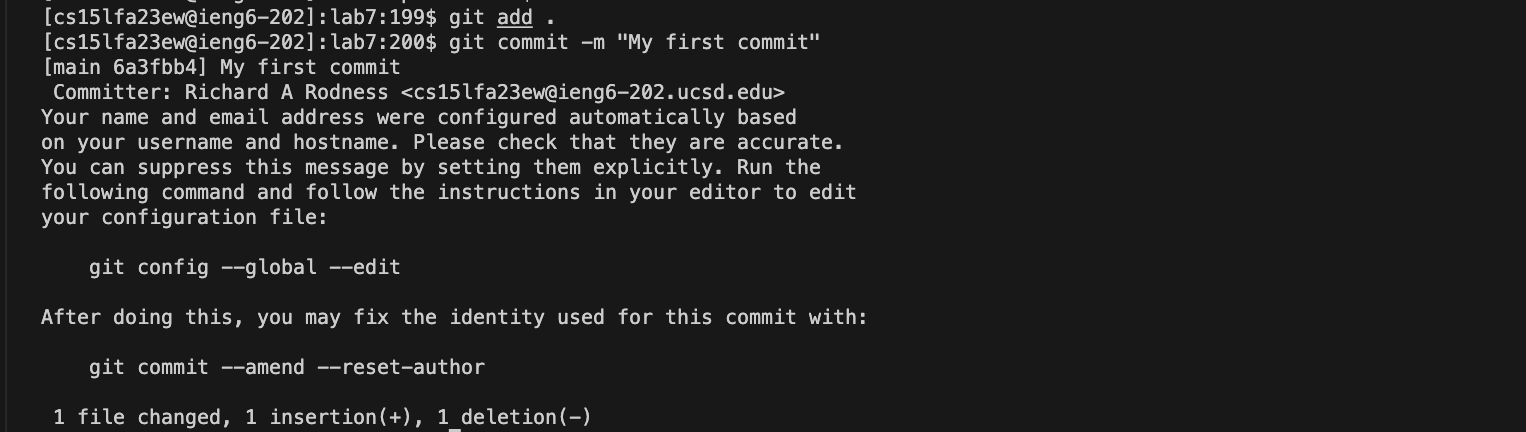 [cs15lfa23ew@ieng6-202]:lab7:199$ git add .
[cs15lfa23ew@ieng6-202]:lab7:200$ git commit -m "My first commit"
[main 6a3fbb4] My first commit
 Committer: Richard A Rodness <cs15lfa23ew@ieng6-202.ucsd.edu>
Your name and email address were configured automatically based
on your username and hostname. Please check that they are accurate.
You can suppress this message by setting them explicitly. Run the
following command and follow the instructions in your editor to edit
your configuration file:

    git config --global --edit

After doing this, you may fix the identity used for this commit with:

    git commit --amend --reset-author

 1 file changed, 1 insertion(+), 1 deletion(-)